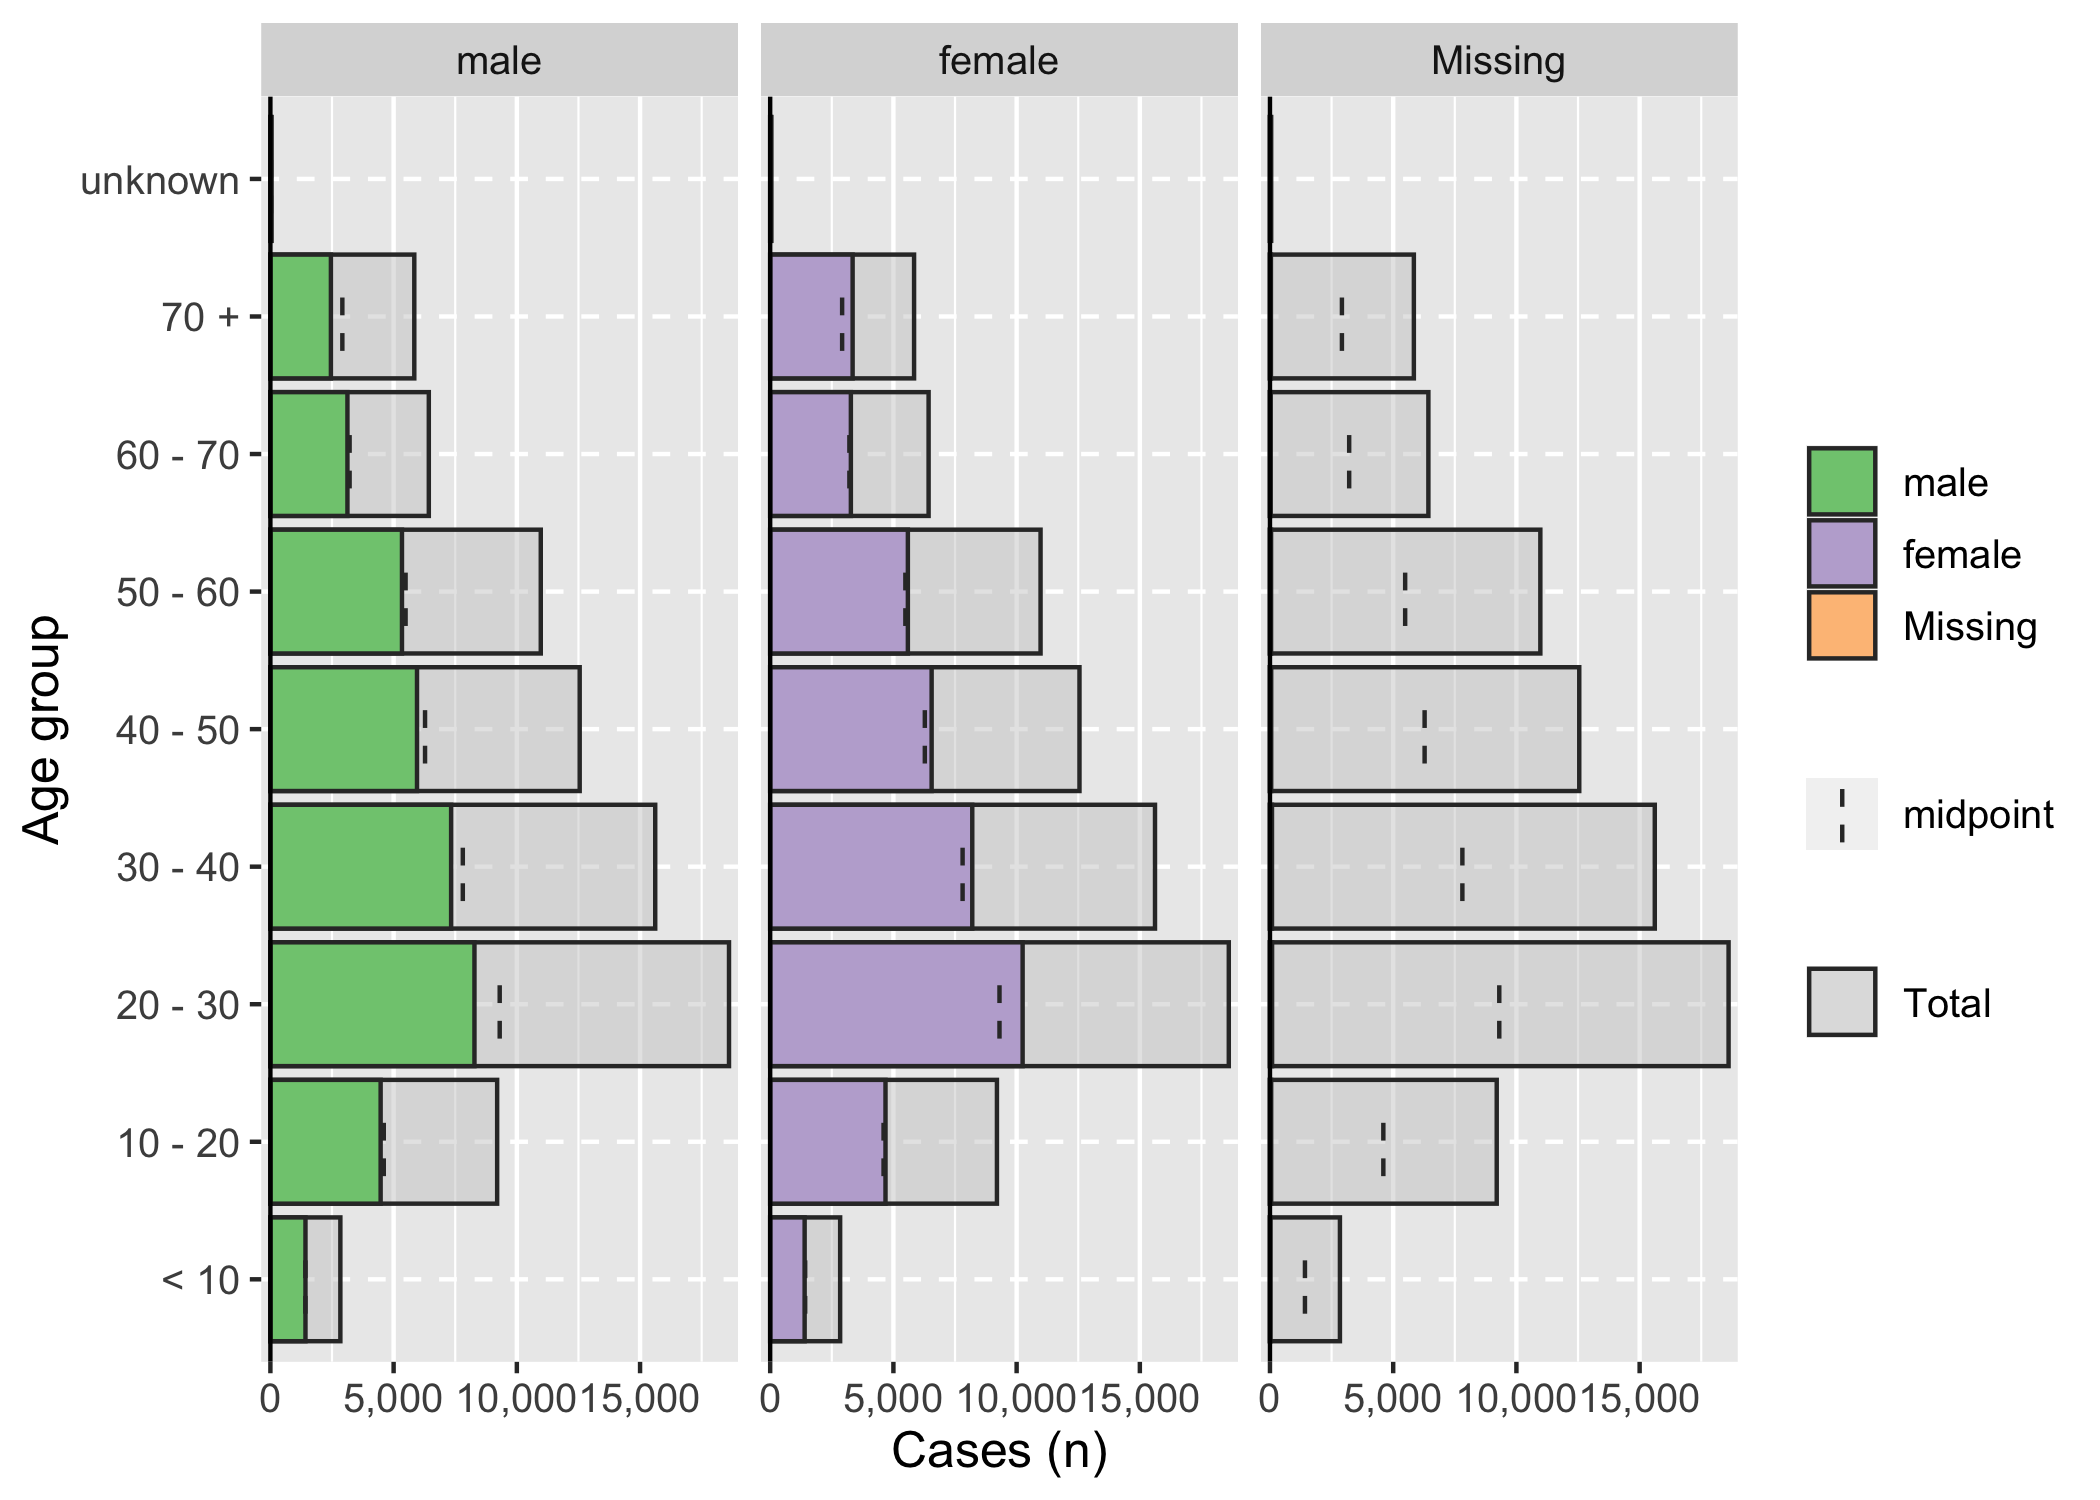 male
female
Missing
unknown
70 +
60 - 70
50 - 60
40 - 50
30 - 40
20 - 30
10 - 20
< 10
Age group
0 5,000 10,000 15,000
0 5,000 10,000 15,000
0 5,000 10,000 15,000
Cases (n)
male
female
Missing
midpoint
Total